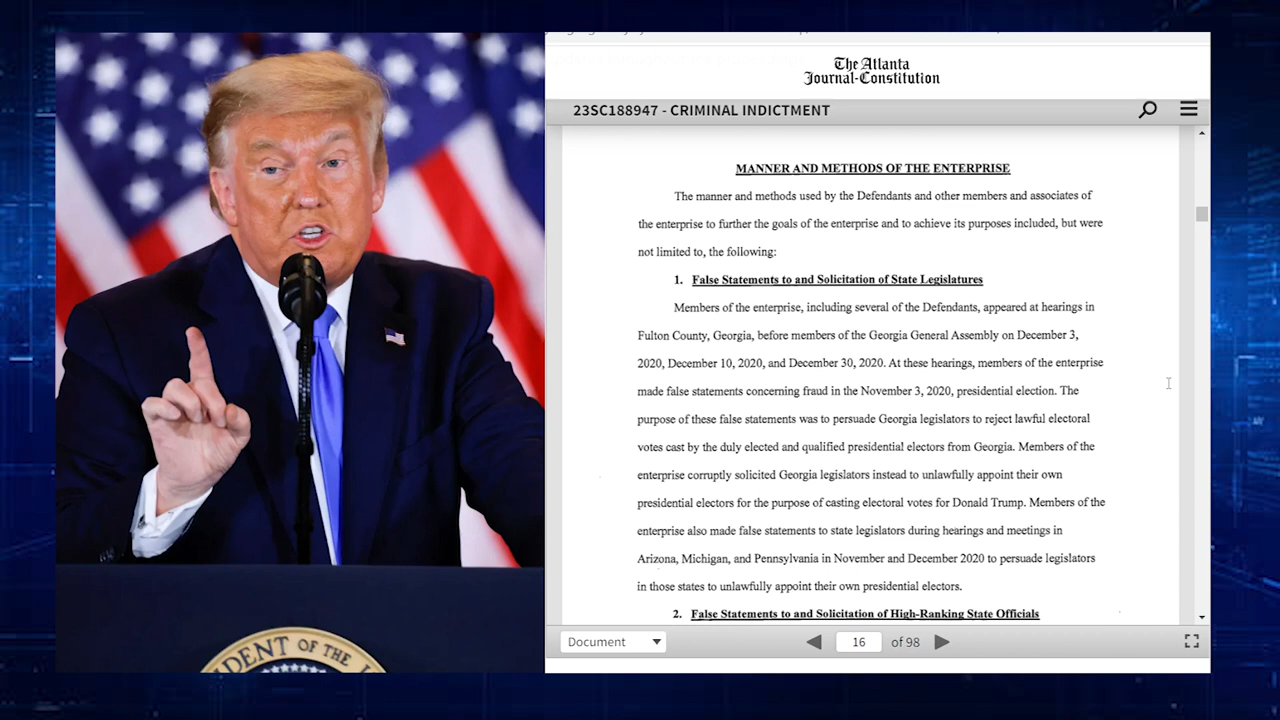 The Atlanta
Journal-Constitution
23SC188947 - CRIMINAL INDICTMENT
MANNER AND METHODS OF THE ENTERPRISE
The manner and methods used by the Defendants and other members and associates of
the enterprise to further the goals of the enterprise and to achieve its purposes included, but were
not limited to, the following:
1. False Statements to and Solicitation of State Legislatures
Members of the enterprise, including several of the Defendants, appeared at hearings in
Fulton County, Georgia, before members of the Georgia General Assembly on December 3,
2020, December 10, 2020, and December 30, 2020. At these hearings, members of the enterprise
made false statements concerning fraud in the November 3, 2020, presidential election. The
purpose of these false statements was to persuade Georgia legislators to reject lawful electoral
votes cast by the duly elected and qualified presidential electors from Georgia. Members of the
enterprise corruptly solicited Georgia legislators instead to unlawfully appoint their own
presidential electors for the purpose of casting electoral votes for Donald Trump. Members of the
enterprise also made false statements to state legislators during hearings and meetings in
Arizona, Michigan, and Pennsylvania in November and December 2020 to persuade legislators
in those states to unlawfully appoint their own presidential electors.
2. False Statements to and Solicitation of High-Ranking State Officials
Document
16 of 98
DENT OF THE